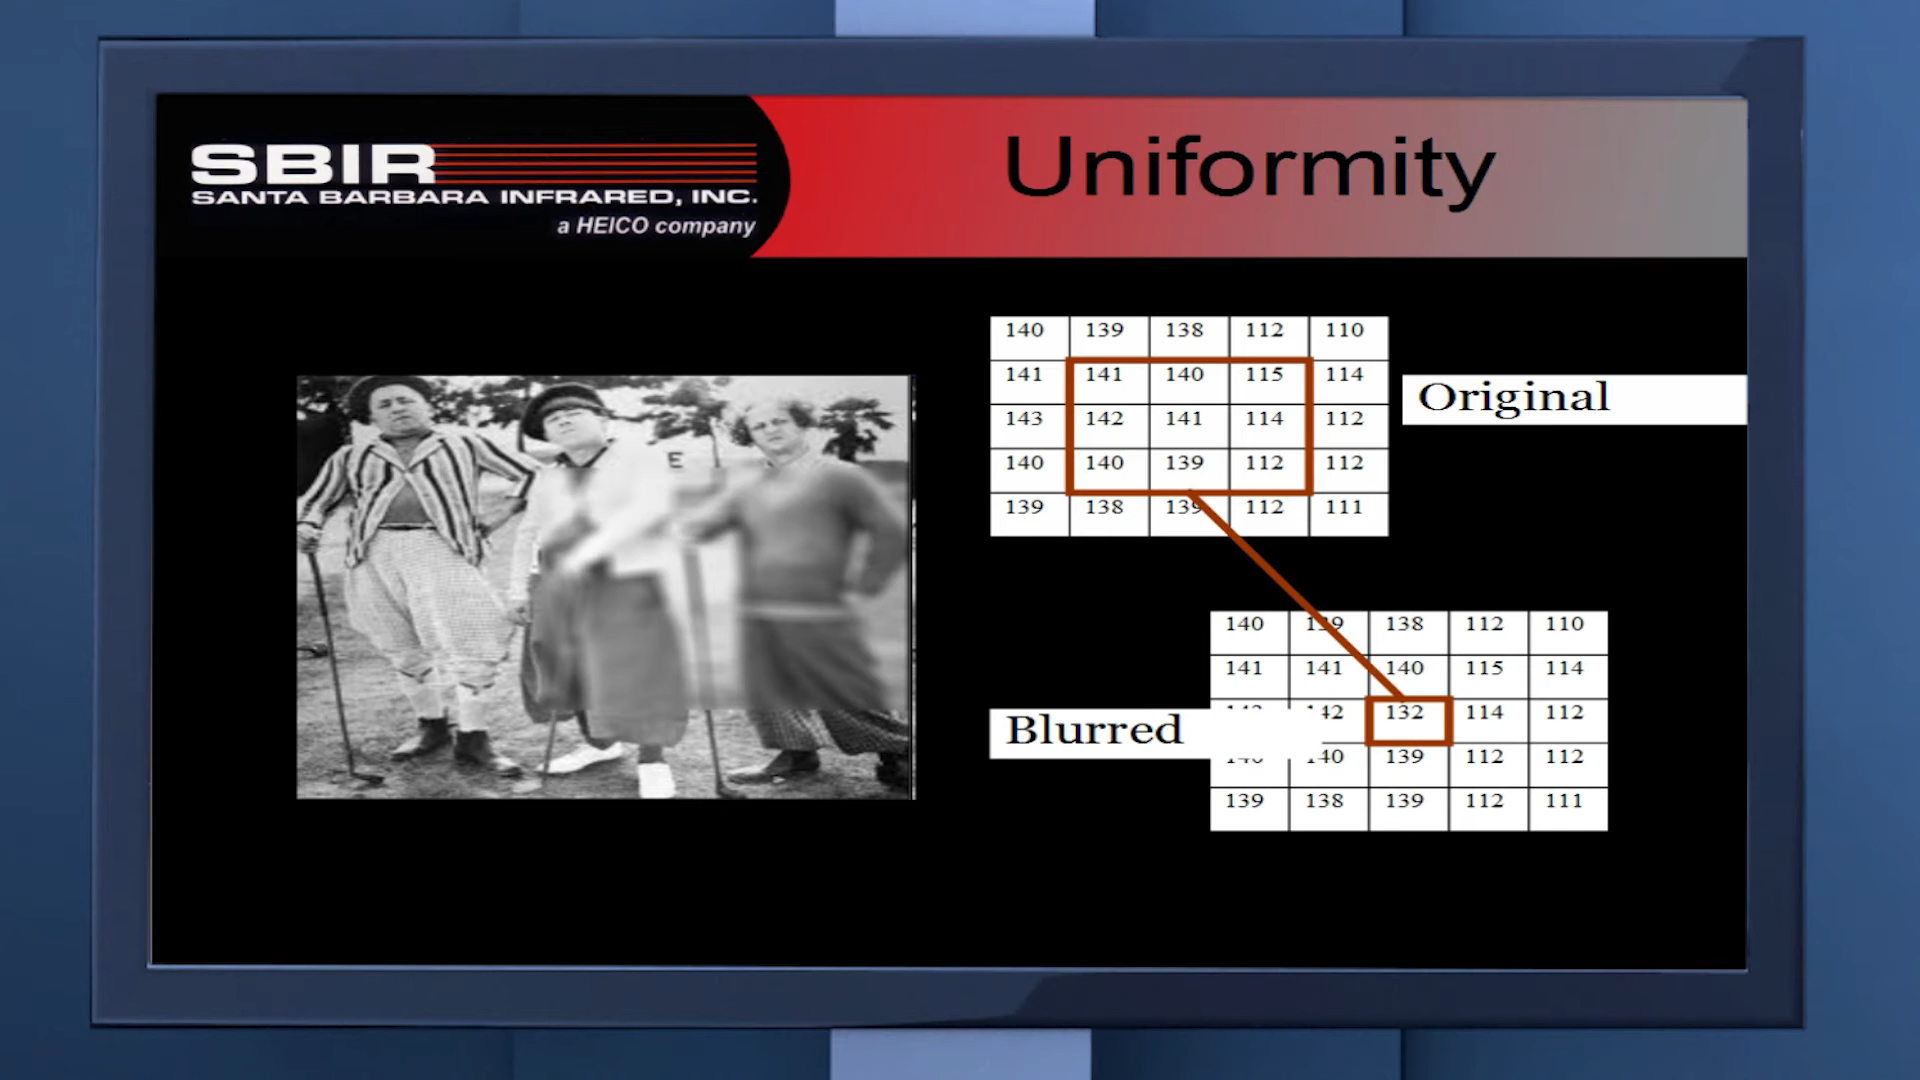 SBIR
SANTA BARBARA INFRARED, INC.
a HEICO company
Uniformity
140 139 138 112 110
141 141 140 115 114
143 142 141 114 112
140 140 139 112 112
139 138 139 112 111
Original
E
140 138 112 110
141 141 140 115 114
132 114 112
139 112 112
139 138 139 112 111
Blurred